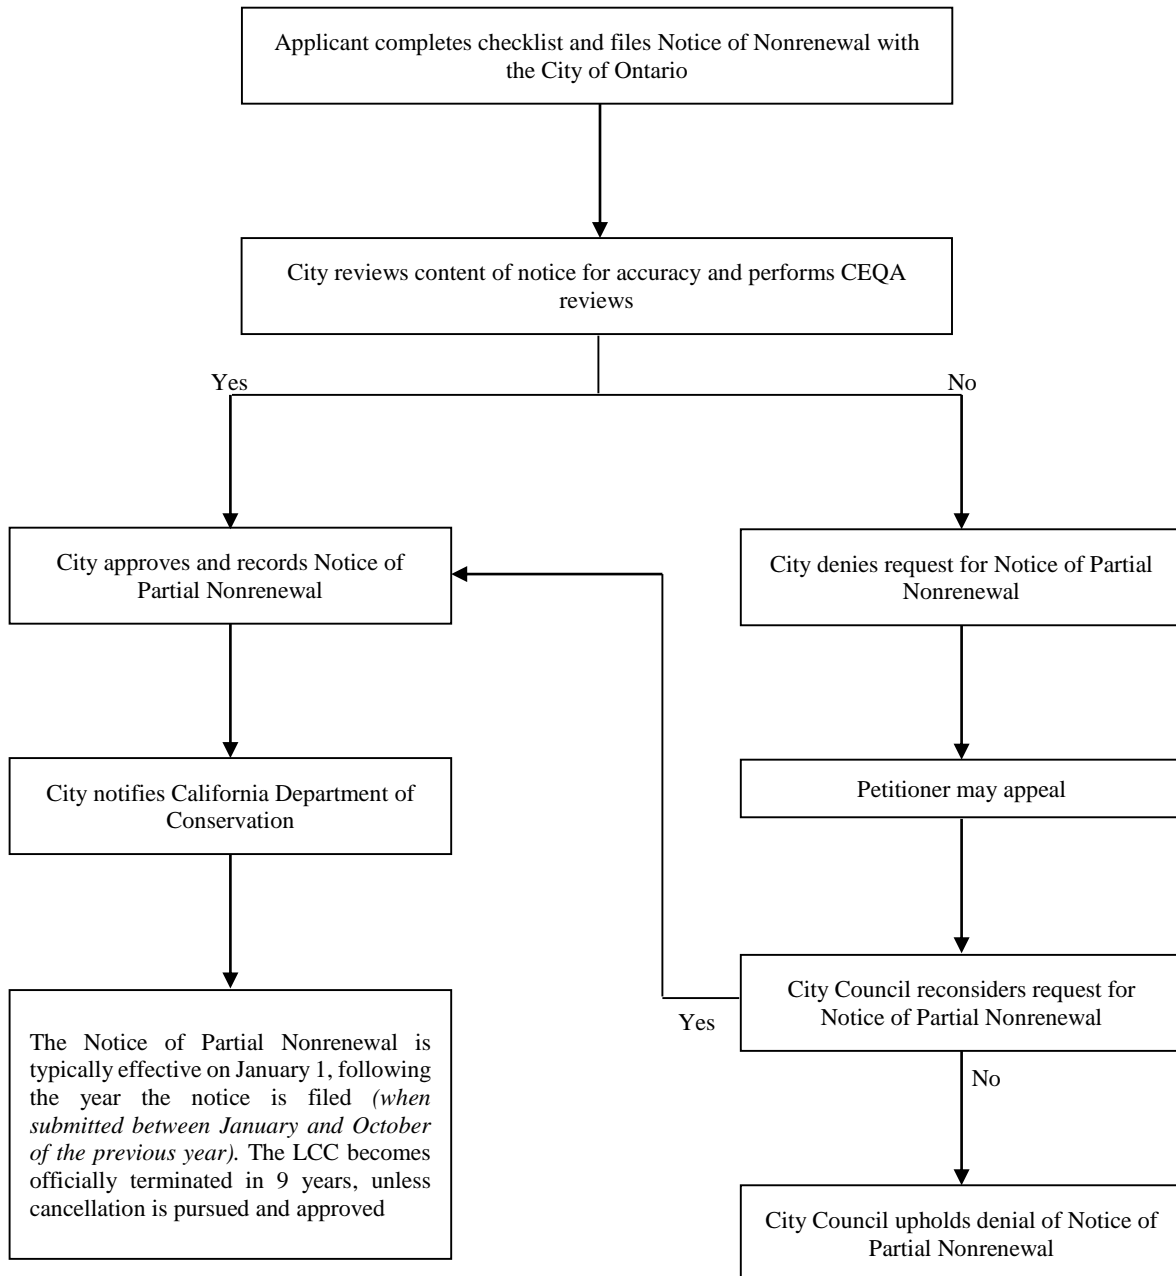 Applicant completes checklist and files Notice of Nonrenewal with
the City of Ontario
City reviews content of notice for accuracy and performs CEQA
reviews
Yes
No
City approves and records Notice of
Partial Nonrenewal
City denies request for Notice of Partial
Nonrenewal
City notifies California Department of
Conservation
Petitioner may appeal
The Notice of Partial Nonrenewal is
typically effective on January 1, following
the year the notice is filed (when
submitted between January and October
of the previous year). The LCC becomes
officially terminated in 9 years, unless
cancellation is pursued and approved
City Council reconsiders request for
Notice of Partial Nonrenewal
Yes
No
City Council upholds denial of Notice of
Partial Nonrenewal